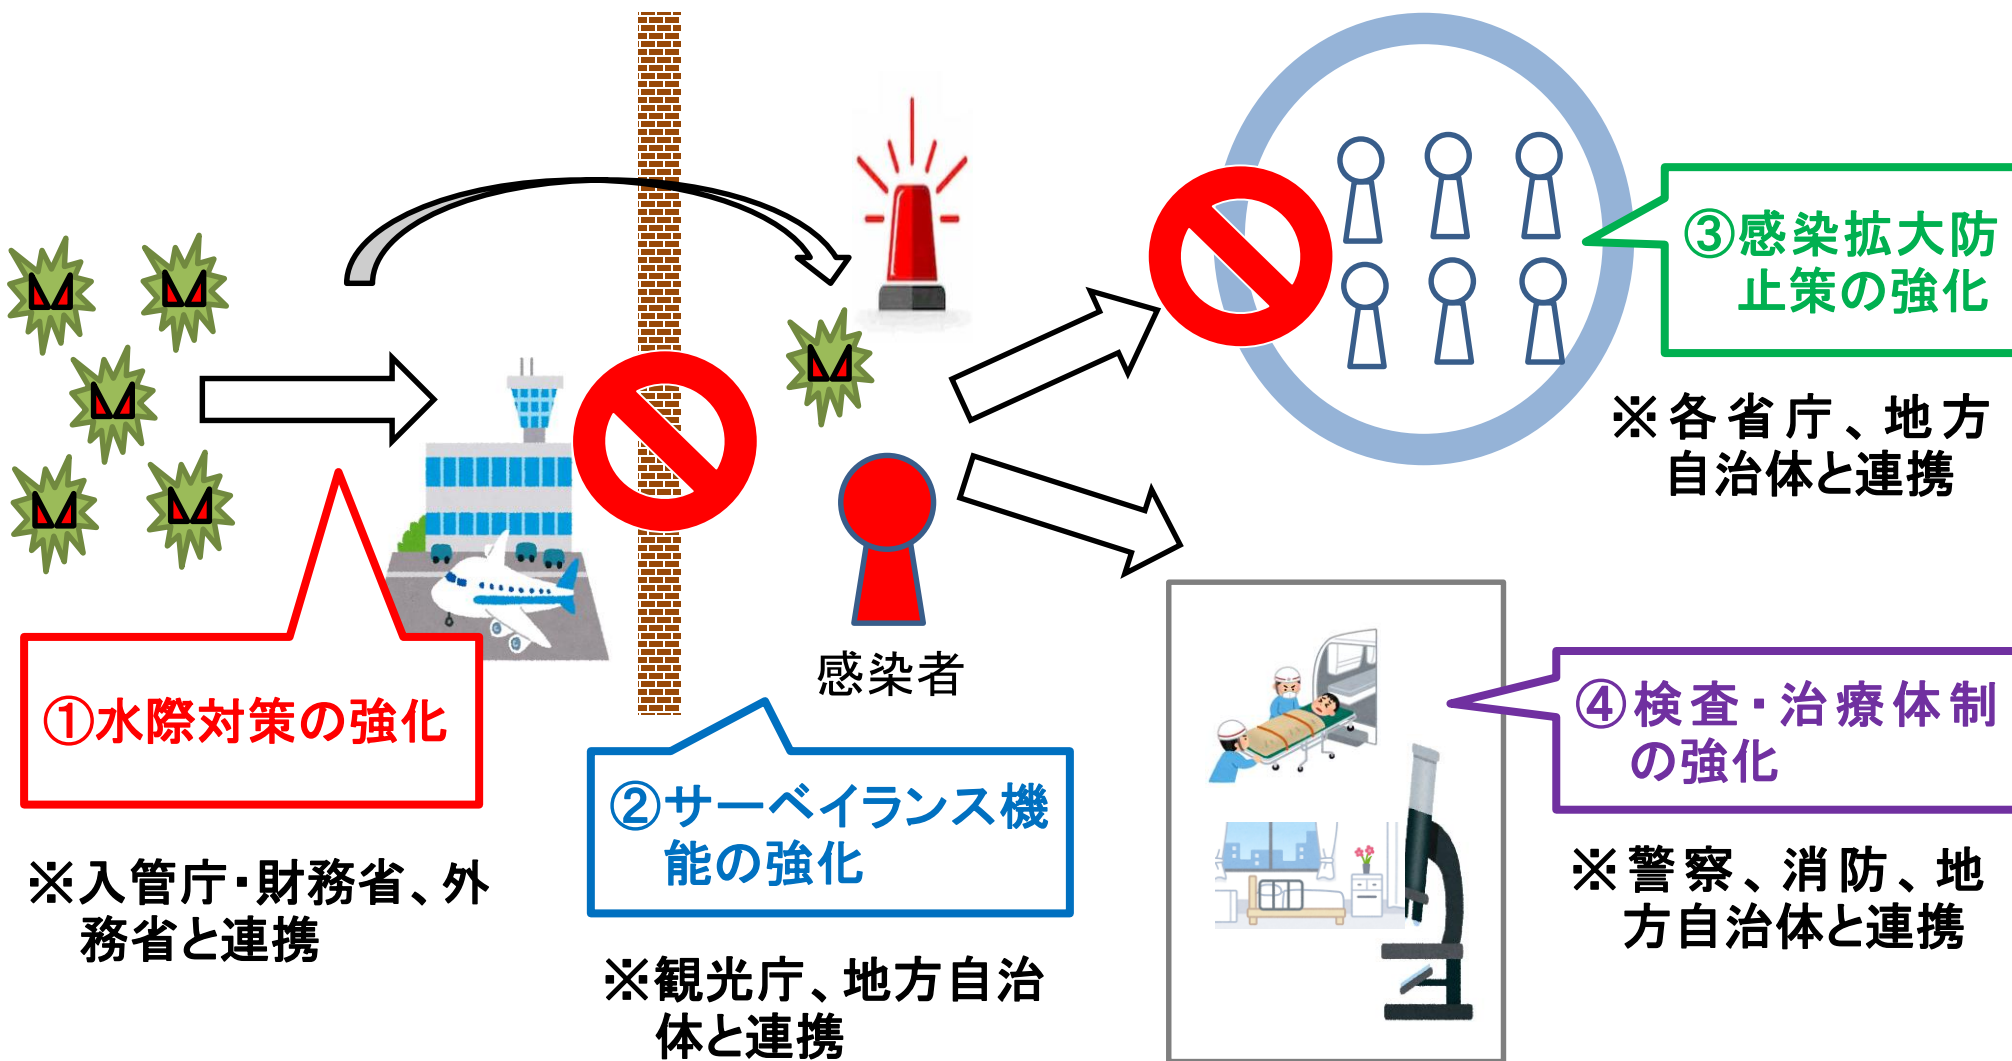 ①水際対策の強化
※入管庁・財務省、外
務省と連携
感染者
②サーベイランス機
能の強化
※観光庁、地方自治
体と連携
③感染拡大防
止策の強化
※各省庁、地方
自治体と連携
④検査・治療体制
の強化
※警察、消防、地
方自治体と連携